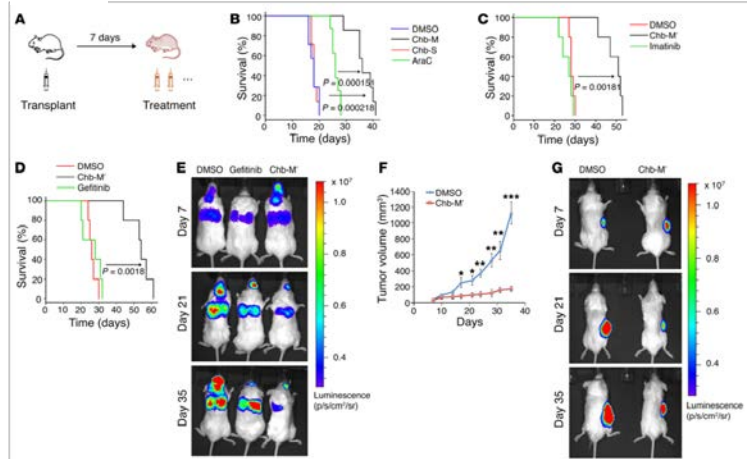 A
7 days
Transplant
Treatment
B
Survival (%)
100
80
60
40
20
0
DMSO
Chb-M
Chb-S
AraC
P = 0.000151
P = 0.000218
0 10 20 30 40
Time (days)
C
Survival (%)
100
80
60
40
20
0
DMSO
Chb-M'
Imatinib
P = 0.00181
0 10 20 30 40 50
Time (days)
D
Survival (%)
100
80
60
40
20
0
DMSO
Chb-M'
Gefitinib
P = 0.0018
0 10 20 30 40 50 60
Time (days)
E
DMSO Gefitinib Chb-M'
Day 7
Day 21
Day 35
x 10⁷
1.0
0.8
0.6
0.4
Luminescence
(p/s/cm²/sr)
F
Tumor volume (mm³)
1400
1200
1000
800
600
400
200
0
DMSO
Chb-M'
* * ** ** ** ***
0 10 20 30 40
Days
G
DMSO Chb-M'
Day 7
Day 21
Day 35
x 10⁷
1.0
0.8
0.6
0.4
Luminescence
(p/s/cm²/sr)